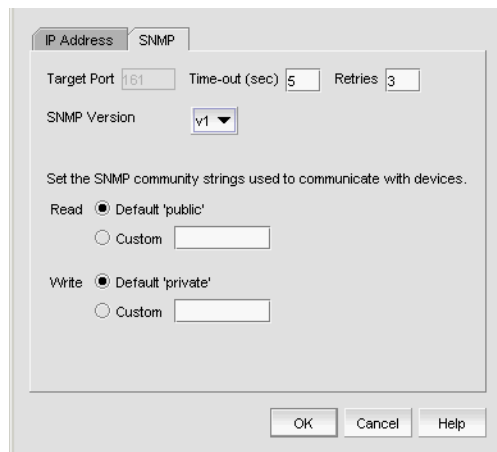 IP Address SNMP
Target Port 161 Time-out (sec) 5 Retries 3
SNMP Version v1
Set the SNMP community strings used to communicate with devices.
Read Default 'public'
Custom
Write Default 'private'
Custom
OK Cancel Help